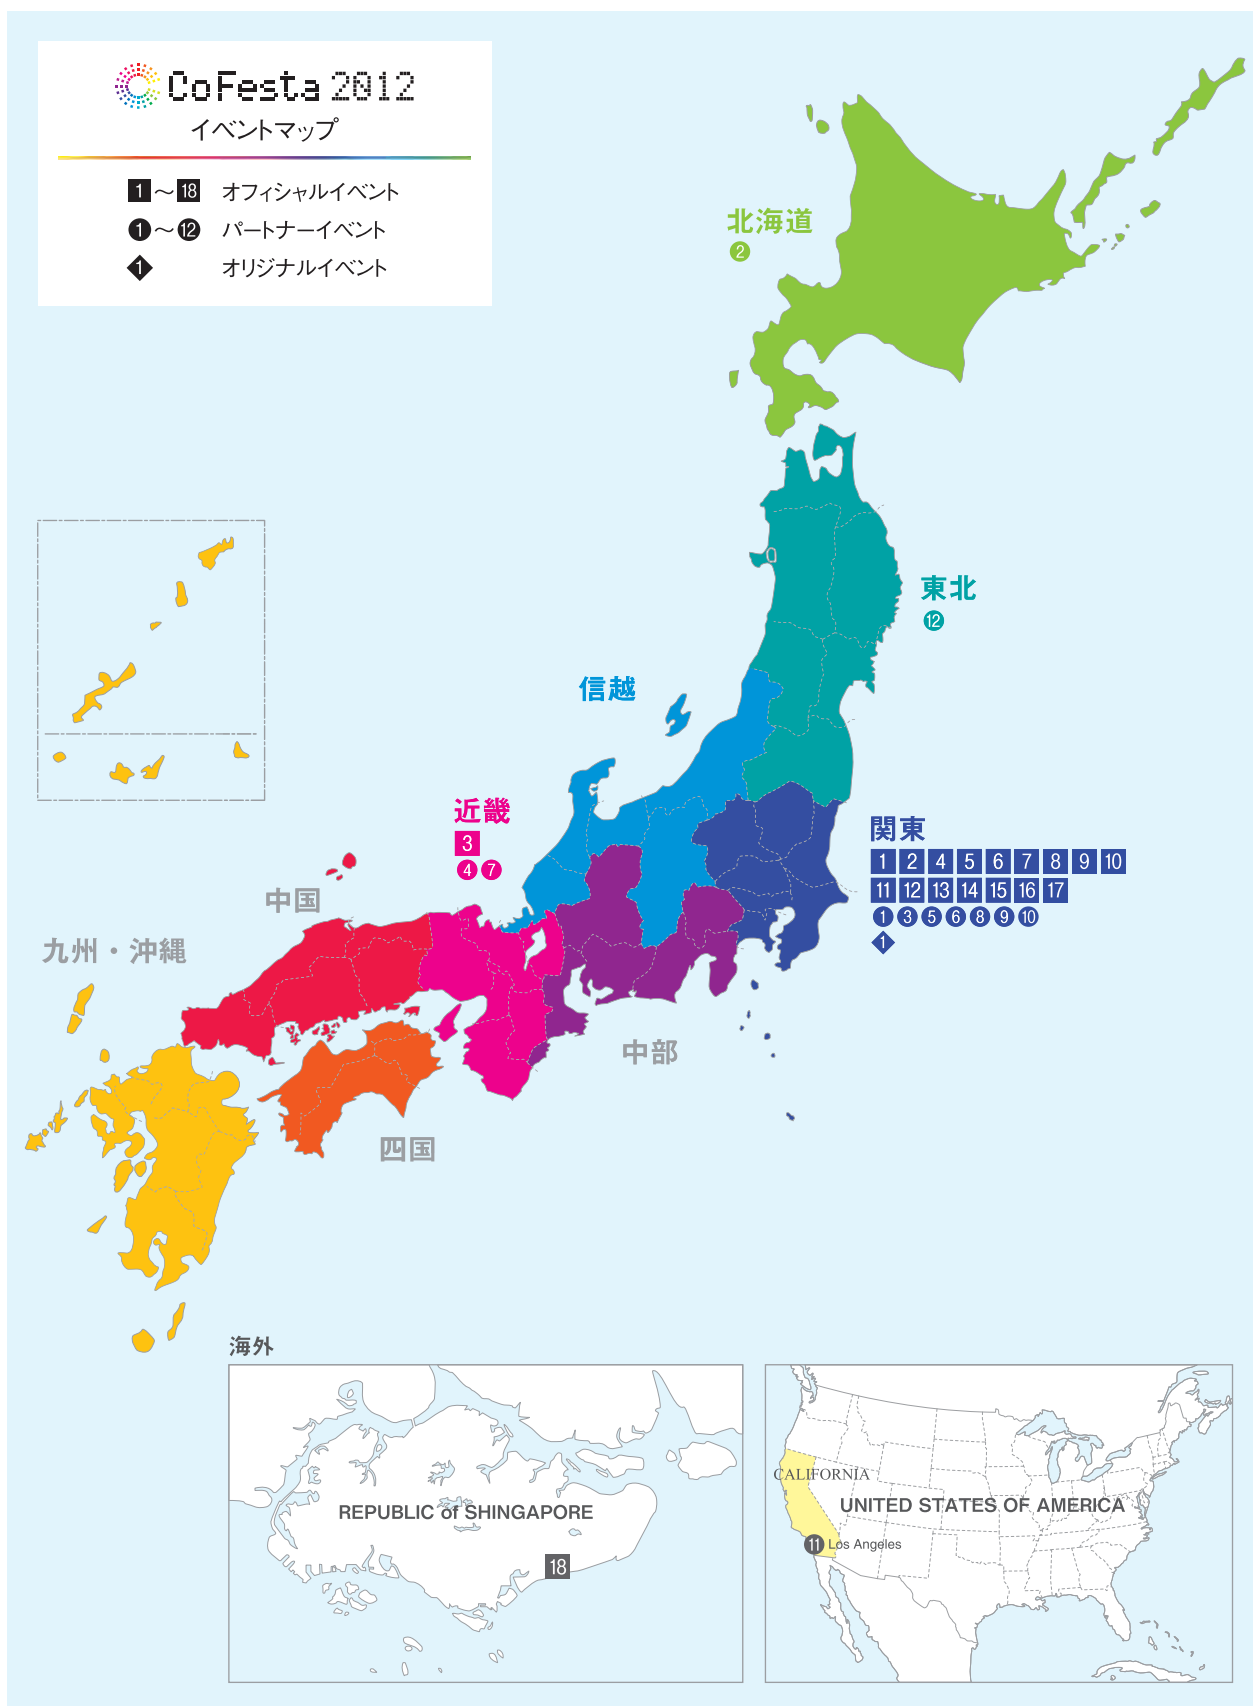 CoFesta 2012
イベントマップ
1～18 オフィシャルイベント
1～12 パートナーイベント
1 オリジナルイベント
北海道
2
東北
12
信越
近畿
3
4 7
関東
1 2 4 5 6 7 8 9 10
11 12 13 14 15 16 17
1 3 5 6 8 9 10
1
中国
九州・沖縄
中部
四国
海外
REPUBLIC of SHINGAPORE
18
CALIFORNIA
UNITED STATES OF AMERICA
11 Los Angeles